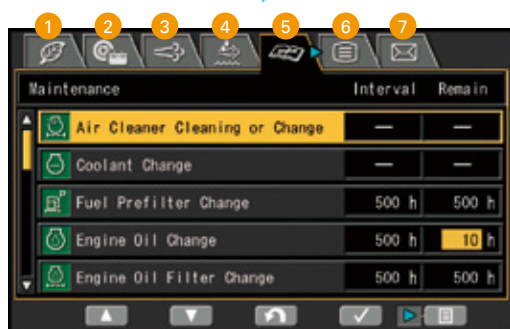 1 2 3 4 5 6 7
Maintenance Interval Remain
Air Cleaner Cleaning or Change — —
Coolant Change — —
Fuel Prefilter Change 500 h 500 h
Engine Oil Change 500 h 10 h
Engine Oil Filter Change 500 h 500 h